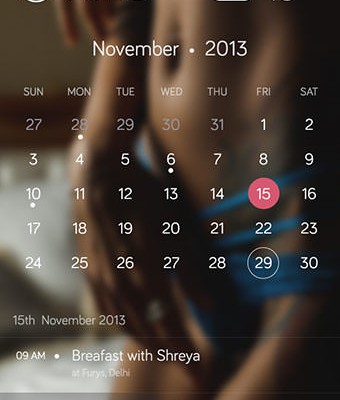 November • 2013
SUN MON TUE WED THU FRI SAT
27 28 29 30 31 1 2
3 4 5 6 7 8 9
10 11 12 13 14 15 16
17 18 19 20 21 22 23
24 25 26 27 28 29 30
15th November 2013
09 AM • Breafast with Shreya
at Furys, Delhi